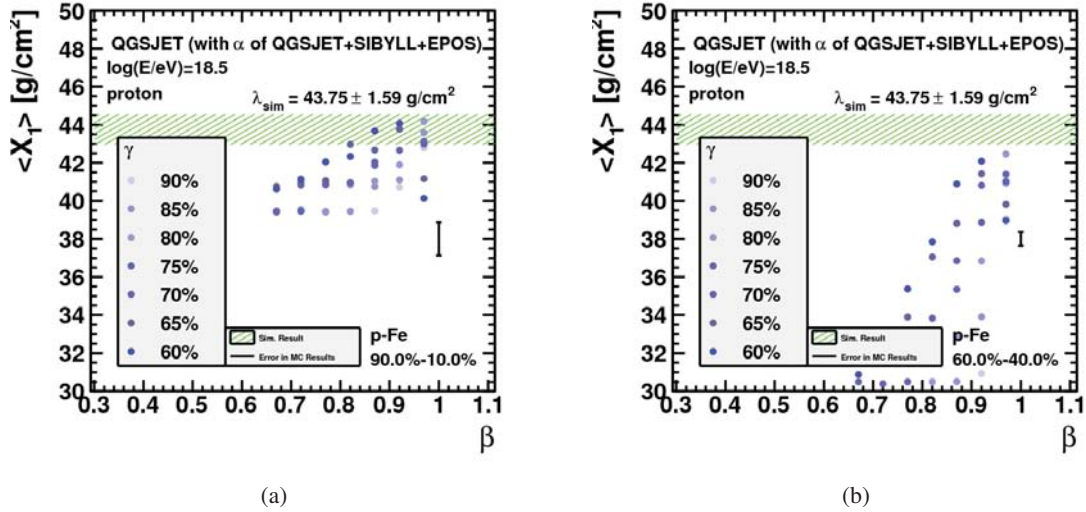 <X₁> [g/cm²]
50
48
46
44
42
40
38
36
34
32
30
0.3 0.4 0.5 0.6 0.7 0.8 0.9 1 1.1
β
QGSJET (with α of QGSJET+SIBYLL+EPOS)
log(E/eV)=18.5
proton
λsim = 43.75 ± 1.59 g/cm²
γ
90%
85%
80%
75%
70%
65%
60%
Sim. Result
Error in MC Results
p-Fe
90.0%-10.0%
(a)
<X₁> [g/cm²]
50
48
46
44
42
40
38
36
34
32
30
0.3 0.4 0.5 0.6 0.7 0.8 0.9 1 1.1
β
QGSJET (with α of QGSJET+SIBYLL+EPOS)
log(E/eV)=18.5
proton
λsim = 43.75 ± 1.59 g/cm²
γ
90%
85%
80%
75%
70%
65%
60%
Sim. Result
Error in MC Results
p-Fe
60.0%-40.0%
(b)